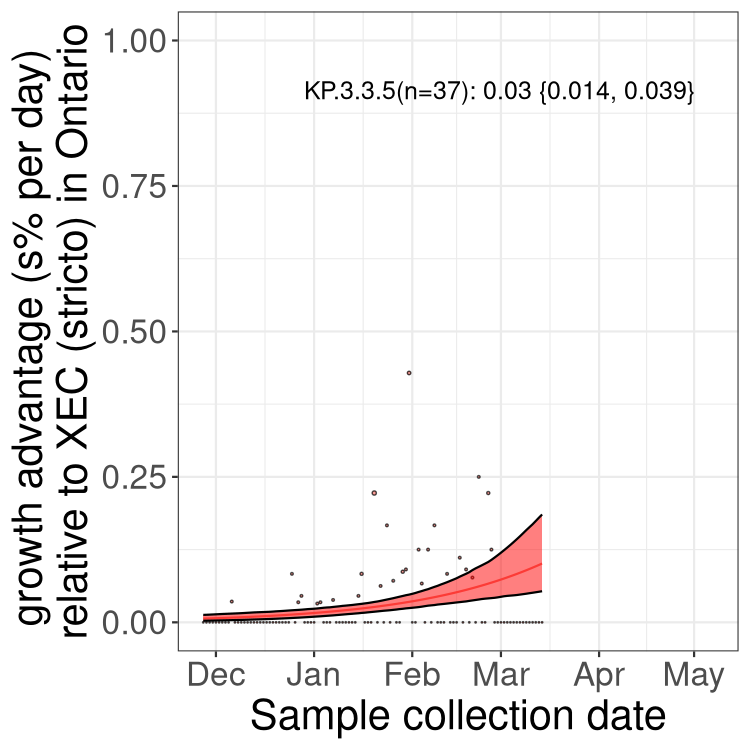 growth advantage (s% per day)
relative to XEC (stricto) in Ontario
1.00
0.75
0.50
0.25
0.00
KP.3.3.5(n=37): 0.03 {0.014, 0.039}
Dec Jan Feb Mar Apr May
Sample collection date